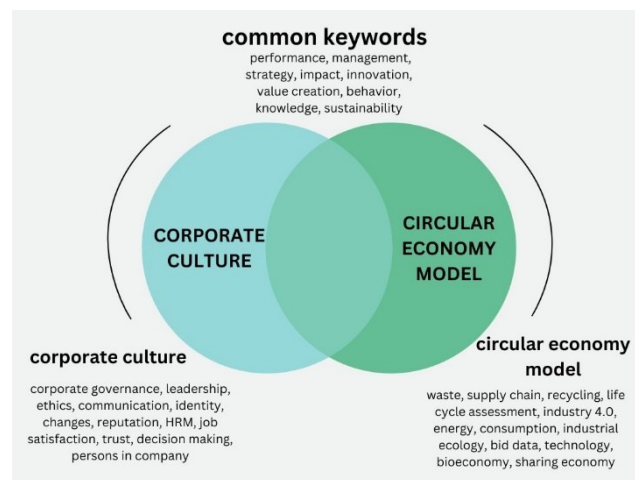 common keywords
performance, management,
strategy, impact, innovation,
value creation, behavior,
knowledge, sustainability
CORPORATE
CULTURE
CIRCULAR
ECONOMY
MODEL
corporate culture
corporate governance, leadership,
ethics, communication, identity,
changes, reputation, HRM, job
satisfaction, trust, decision making,
persons in company
circular economy
model
waste, supply chain, recycling, life
cycle assessment, industry 4.0,
energy, consumption, industrial
ecology, bid data, technology,
bioeconomy, sharing economy